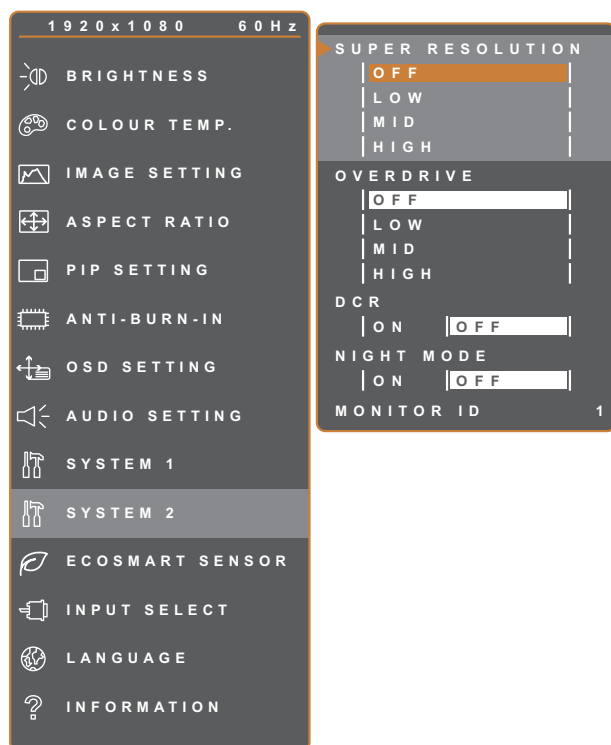 1920x1080 60Hz
BRIGHTNESS
COLOUR TEMP.
IMAGE SETTING
ASPECT RATIO
PIP SETTING
ANTI-BURN-IN
OSD SETTING
AUDIO SETTING
SYSTEM 1
SYSTEM 2
ECOSMART SENSOR
INPUT SELECT
LANGUAGE
INFORMATION
SUPER RESOLUTION
OFF
LOW
MID
HIGH
OVERDRIVE
OFF
LOW
MID
HIGH
DCR
ON OFF
NIGHT MODE
ON OFF
MONITOR ID 1